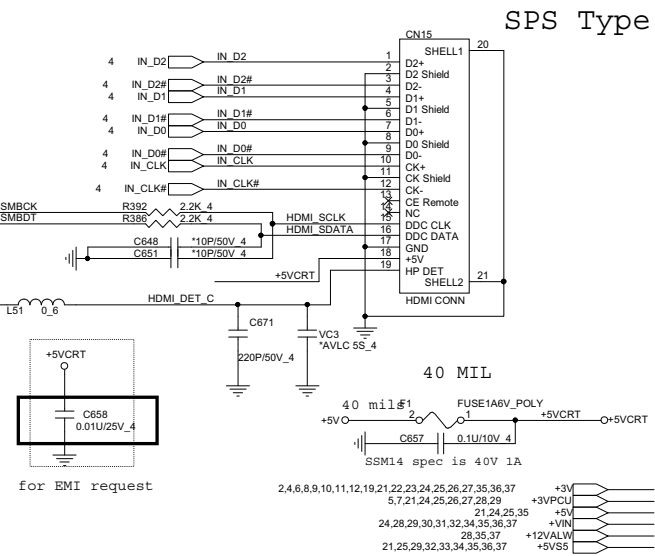 SPS Type
CN15
SHELL1 20
4 IN_D2 IN_D2 1 D2+
2 D2 Shield
4 IN_D2# IN_D2# 3 D2-
4 IN_D1 IN_D1 4 D1+
5 D1 Shield
4 IN_D1# IN_D1# 6 D1-
4 IN_D0 IN_D0 7 D0+
8 D0 Shield
4 IN_D0# IN_D0# 9 D0-
4 IN_CLK IN_CLK 10 CK+
11 CK Shield
4 IN_CLK# IN_CLK# 12 CK-
13 CE Remote
SMBCK R392 2.2K_4 14 NC
SMBDT R386 2.2K_4 HDMI_SCLK 15 DDC CLK
HDMI_SDATA 16 DDC DATA
C648 *10P/50V_4 17 GND
C651 *10P/50V_4 18 +5V
19 HP DET
+5VCRT SHELL2 21
HDMI_DET_C HDMI CONN
L51 0_6
C671
VC3
*AVLC 5S_4
220P/50V_4
+5VCRT
40 MIL
C658
0.01U/25V_4
40 mils F1 FUSE1A6V_POLY
+5V 2 1 +5VCRT +5VCRT
C657 0.1U/10V_4
SSM14 spec is 40V 1A
for EMI request
2,4,6,8,9,10,11,12,19,21,22,23,24,25,26,27,35,36,37 +3V
5,7,21,24,25,26,27,28,29 +3VPCU
21,24,25,35 +5V
24,28,29,30,31,32,34,35,36,37 +VIN
28,35,37 +12VALW
21,25,29,32,33,34,35,36,37 +5VS5